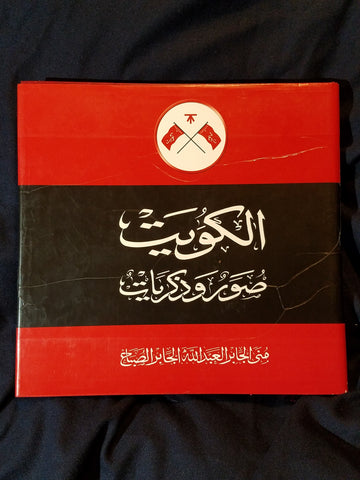 الكويت
صور وذكريات
منى الجابر العبدالله الجابر الصباح